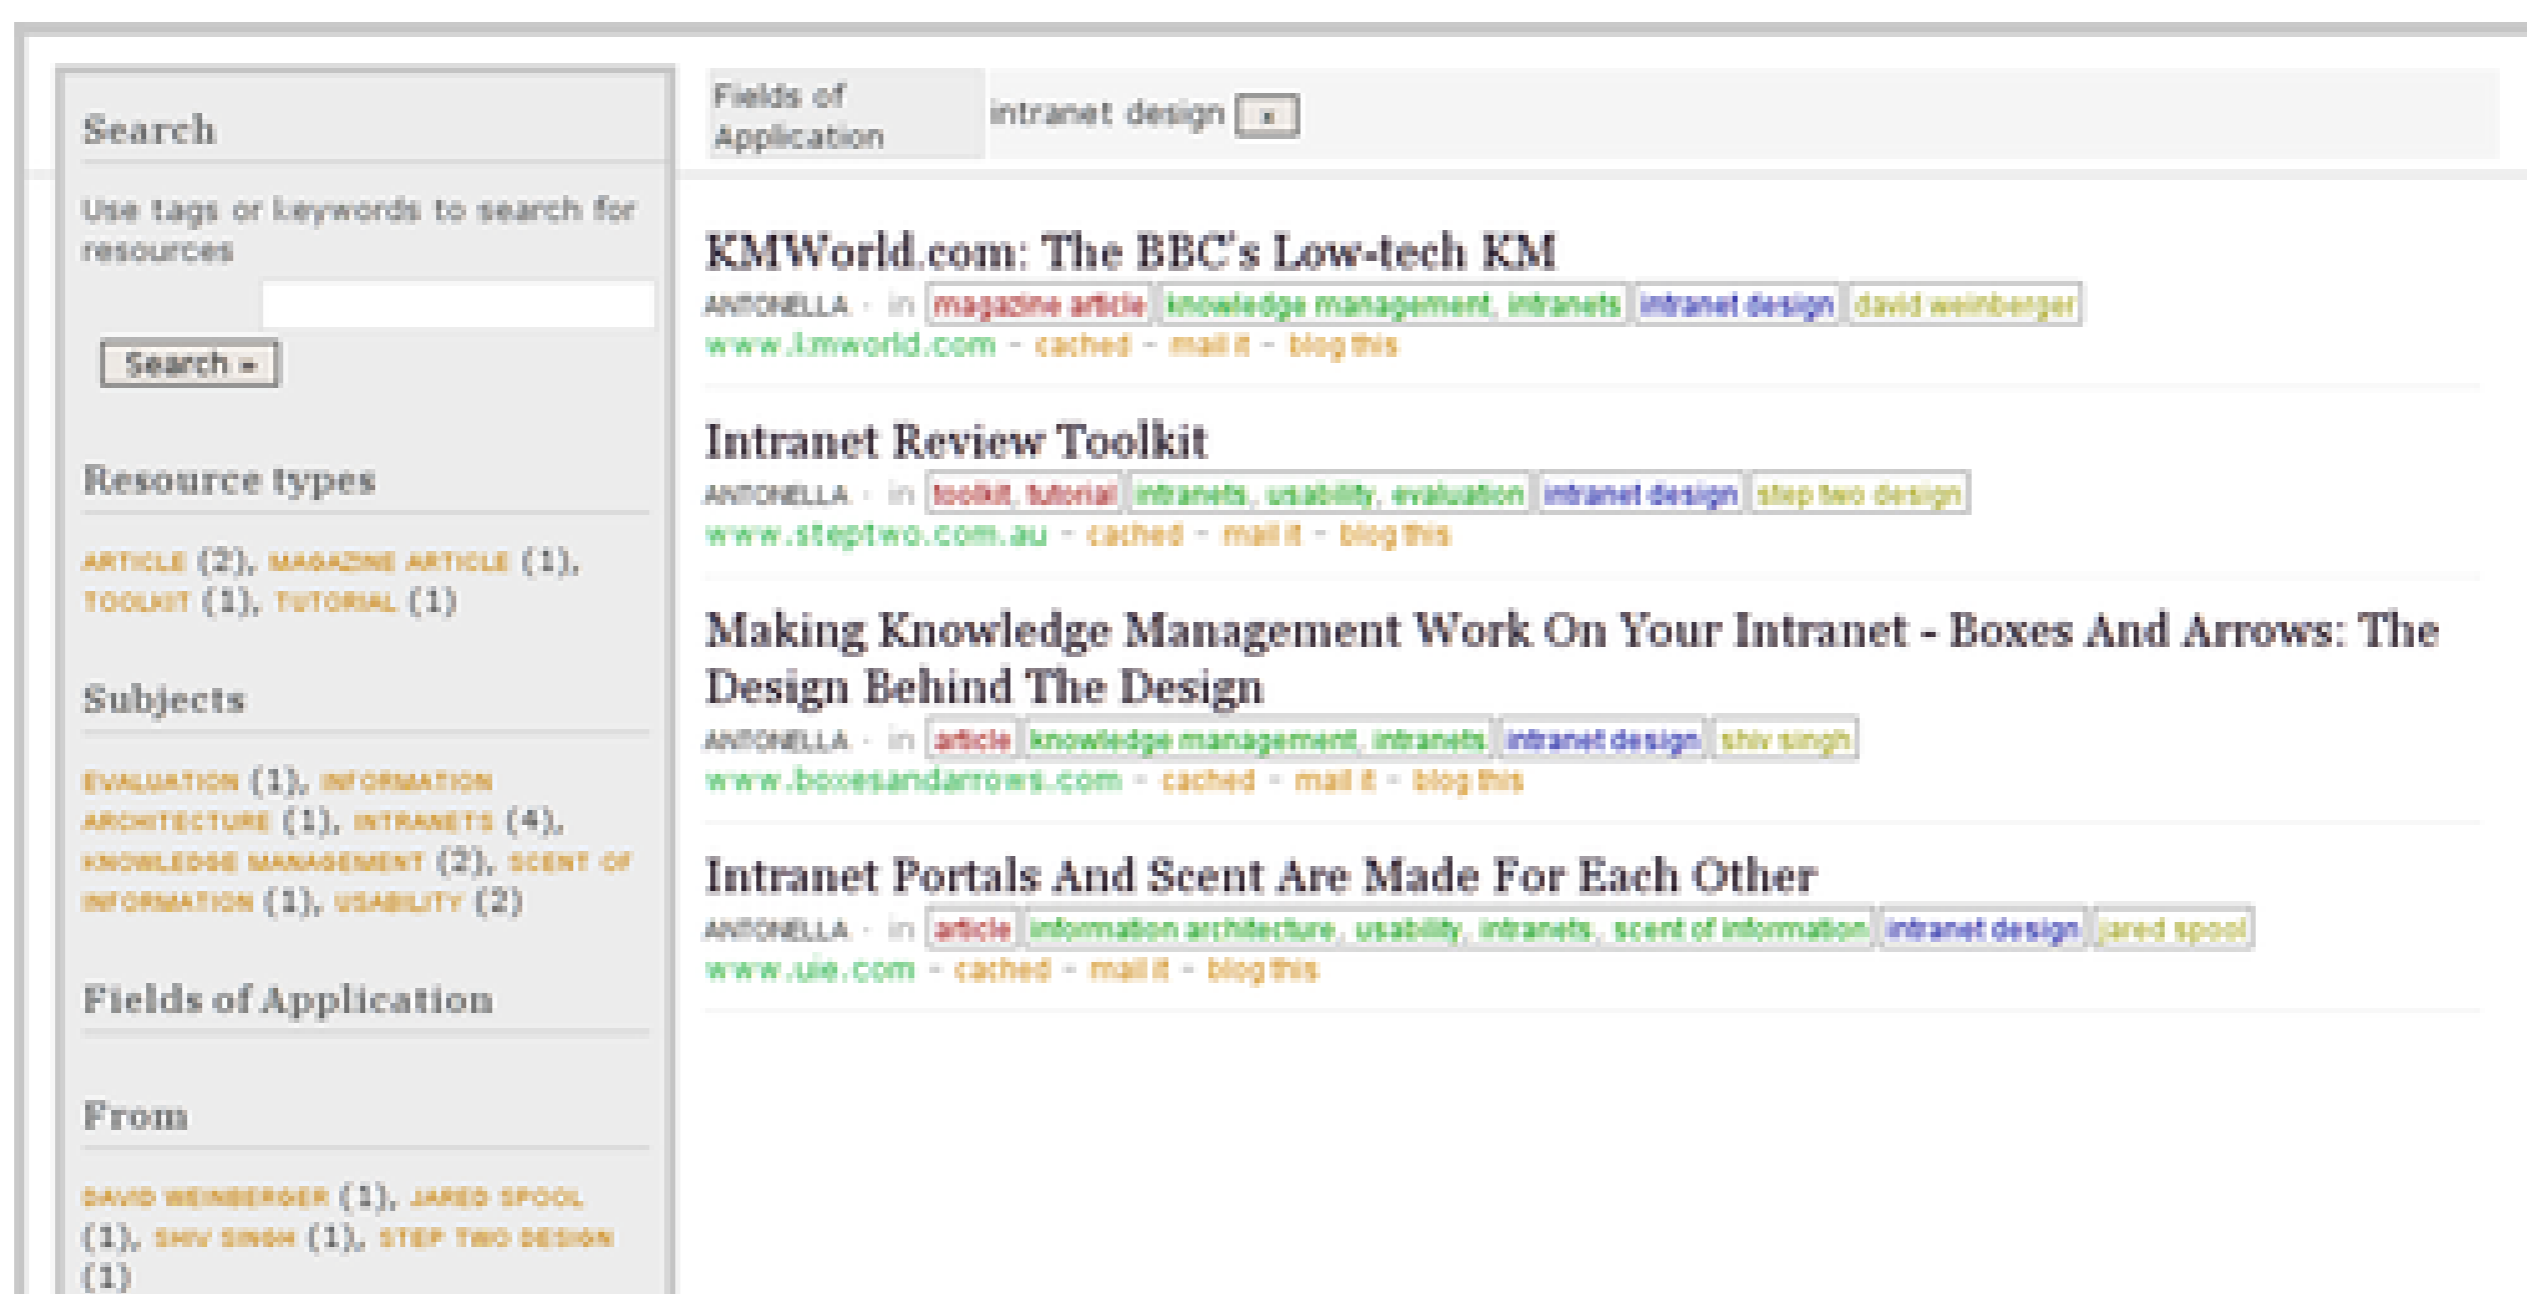 Search
Use tags or keywords to search for
resources
Search »
Resource types
ARTICLE (2), MAGAZINE ARTICLE (1),
TOOLKIT (1), TUTORIAL (1)
Subjects
EVALUATION (1), INFORMATION
ARCHITECTURE (1), INTRANETS (4),
KNOWLEDGE MANAGEMENT (2), SCENT OF
INFORMATION (1), USABILITY (2)
Fields of Application
From
DAVID WEINBERGER (1), JARED SPOOL
(1), SHIV SINGH (1), STEP TWO DESIGN
(1)
Fields of
Application
intranet design x
KMWorld.com: The BBC's Low-tech KM
ANTONELLA - in magazine article knowledge management, intranets intranet design david weinberger
www.kmworld.com - cached - mail it - blog this
Intranet Review Toolkit
ANTONELLA - in toolkit, tutorial intranets, usability, evaluation intranet design step two design
www.steptwo.com.au - cached - mail it - blog this
Making Knowledge Management Work On Your Intranet - Boxes And Arrows: The
Design Behind The Design
ANTONELLA - in article knowledge management, intranets intranet design shiv singh
www.boxesandarrows.com - cached - mail it - blog this
Intranet Portals And Scent Are Made For Each Other
ANTONELLA - in article information architecture, usability, intranets, scent of information intranet design jared spool
www.uie.com - cached - mail it - blog this